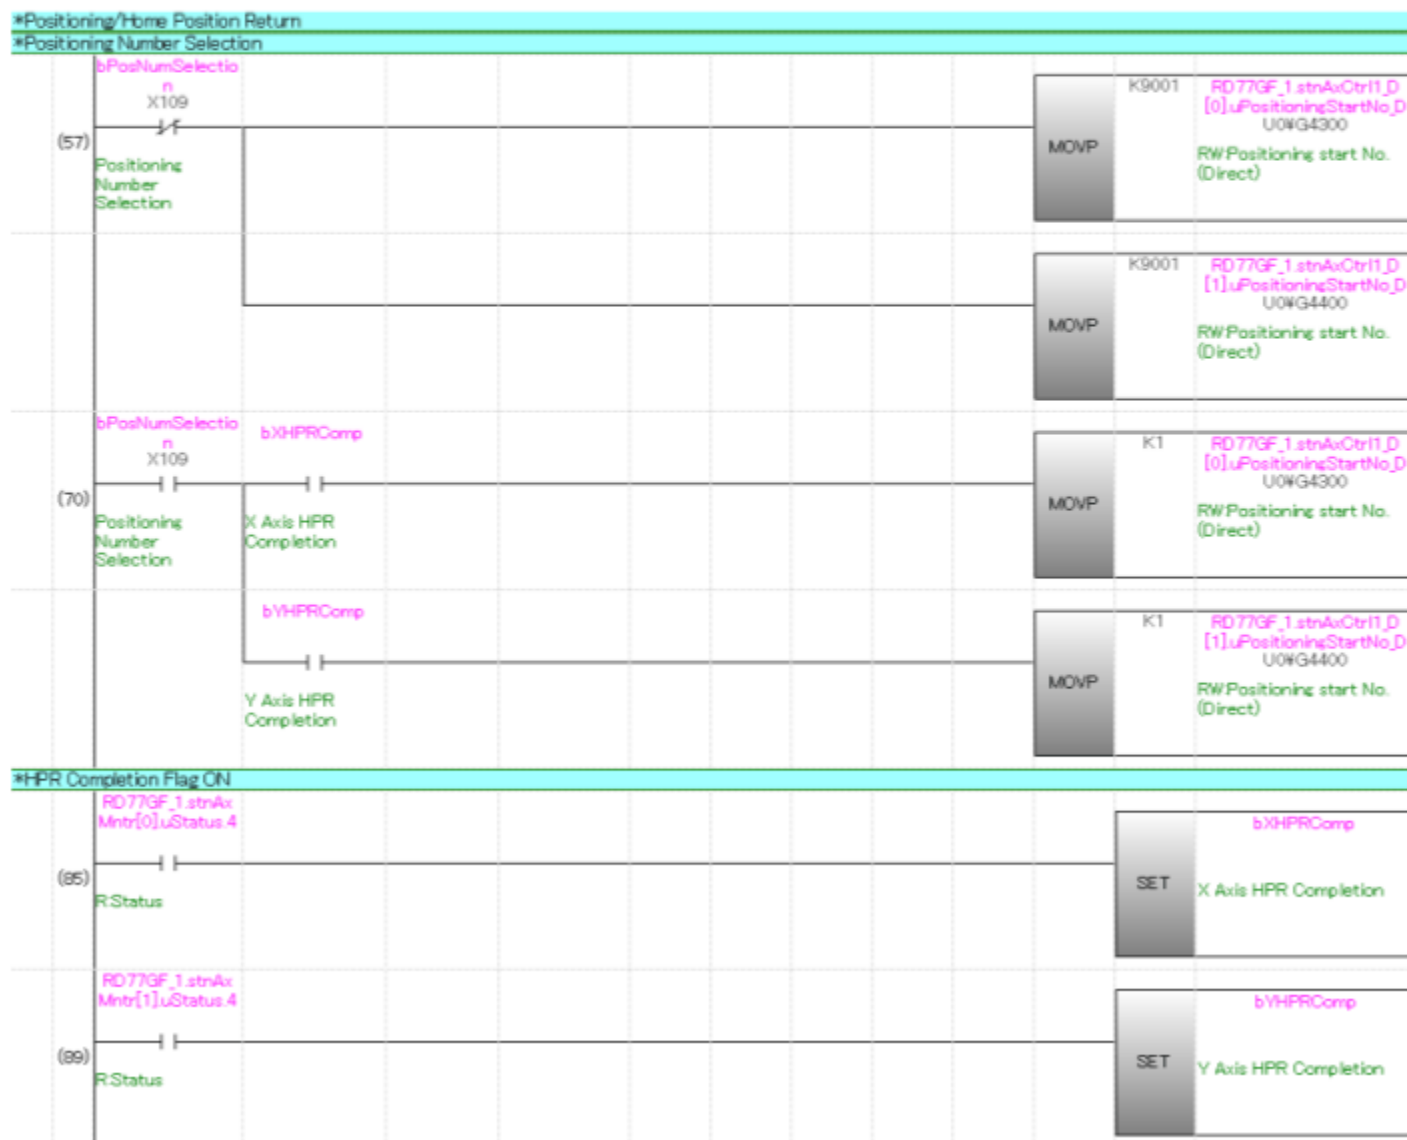 *Positioning/Home Position Return
*Positioning Number Selection
bPosNumSelectio
n
X109
(57)
Positioning
Number
Selection
MOVP
K9001
RD77GF_1.stnAxCtrl1_D
[0].uPositioningStartNo_D
U0¥G4300
RW:Positioning start No.
(Direct)
MOVP
K9001
RD77GF_1.stnAxCtrl1_D
[1].uPositioningStartNo_D
U0¥G4400
RW:Positioning start No.
(Direct)
bPosNumSelectio
n
X109
(70)
Positioning
Number
Selection
bXHPRComp
X Axis HPR
Completion
MOVP
K1
RD77GF_1.stnAxCtrl1_D
[0].uPositioningStartNo_D
U0¥G4300
RW:Positioning start No.
(Direct)
bYHPRComp
Y Axis HPR
Completion
MOVP
K1
RD77GF_1.stnAxCtrl1_D
[1].uPositioningStartNo_D
U0¥G4400
RW:Positioning start No.
(Direct)
*HPR Completion Flag ON
RD77GF_1.stnAx
Mntr[0].uStatus.4
(85)
R:Status
SET
bXHPRComp
X Axis HPR Completion
RD77GF_1.stnAx
Mntr[1].uStatus.4
(89)
R:Status
SET
bYHPRComp
Y Axis HPR Completion